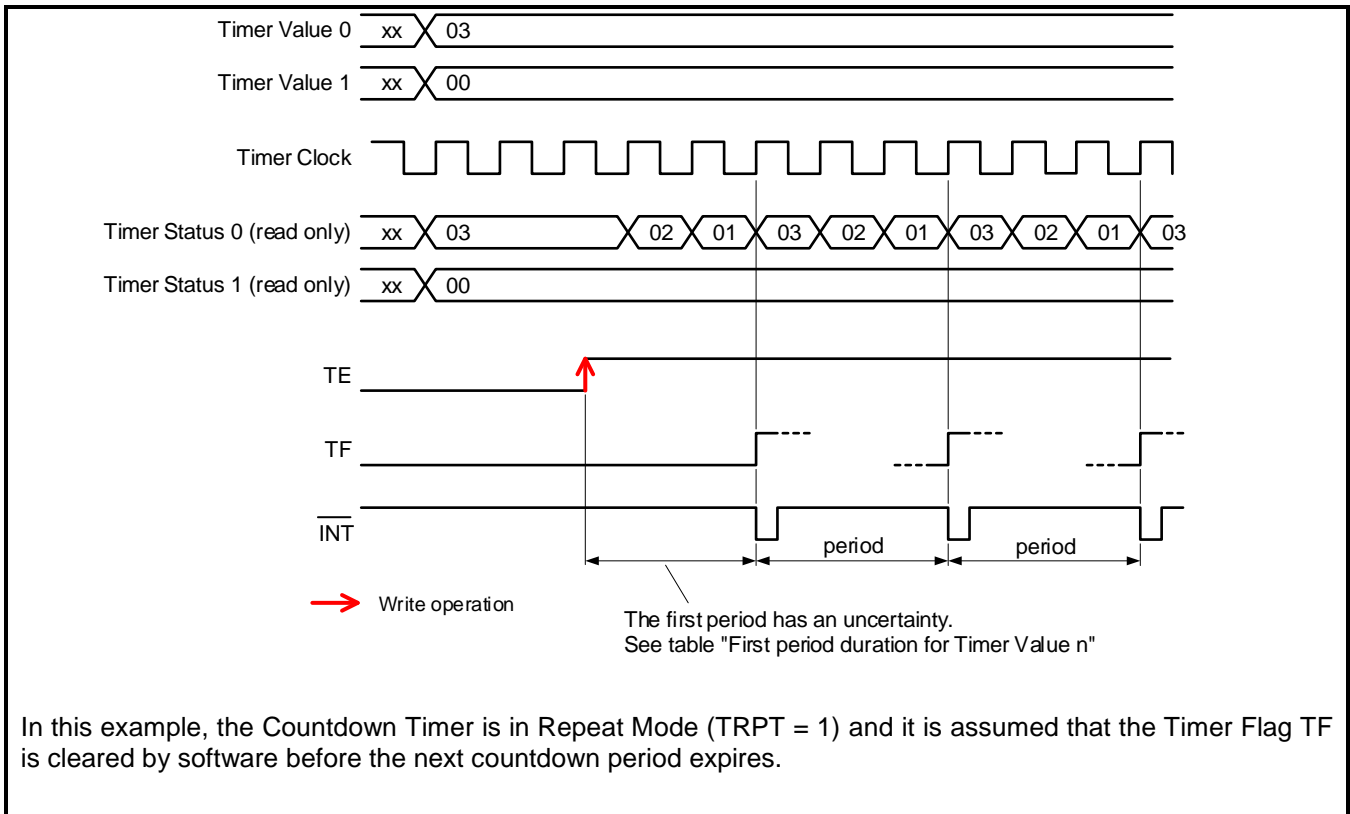 Timer Value 0 xx 03
Timer Value 1 xx 00
Timer Clock
Timer Status 0 (read only) xx 03 02 01 03 02 01 03 02 01 03
Timer Status 1 (read only) xx 00
TE
TF
INT
period period
Write operation
The first period has an uncertainty.
See table "First period duration for Timer Value n"
In this example, the Countdown Timer is in Repeat Mode (TRPT = 1) and it is assumed that the Timer Flag TF
is cleared by software before the next countdown period expires.